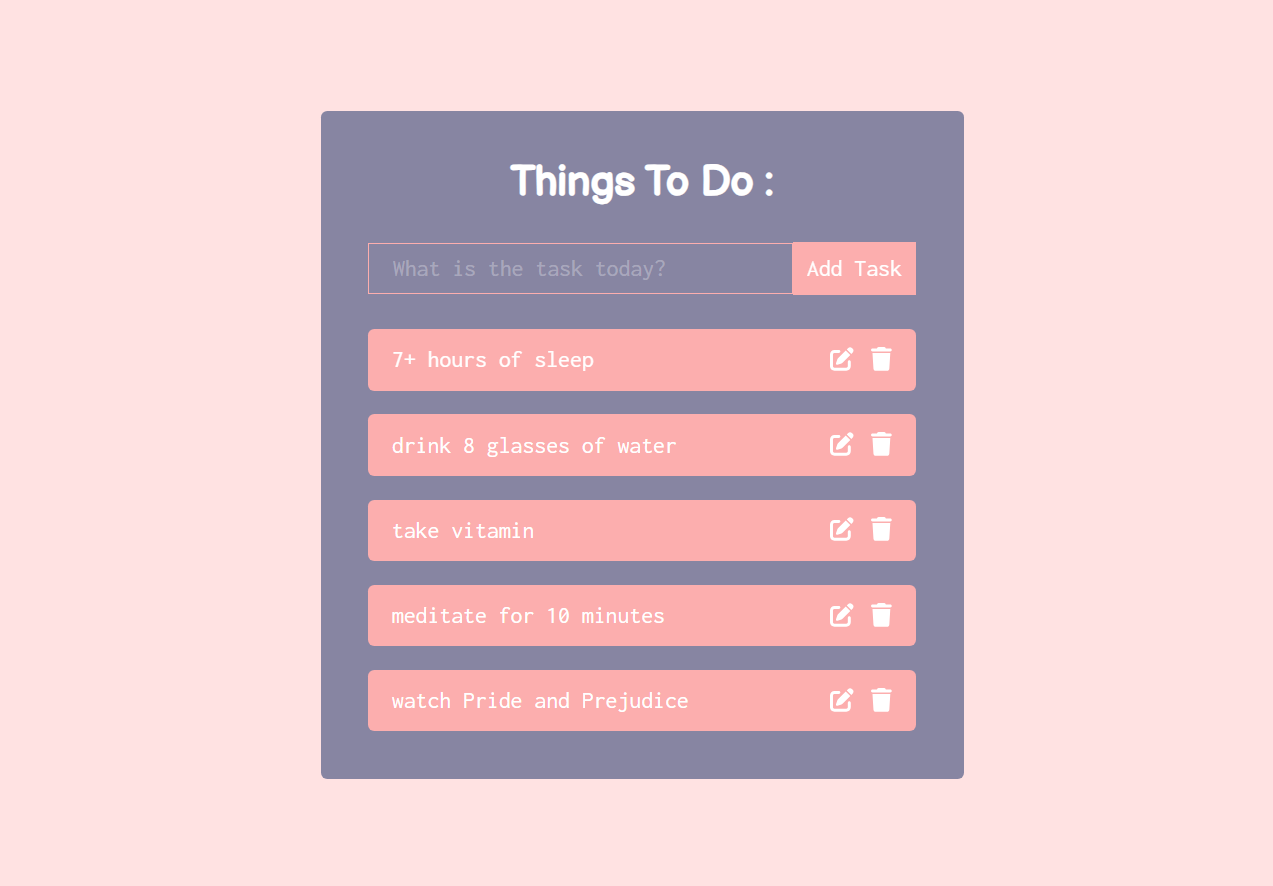 Things To Do :
What is the task today?
Add Task
7+ hours of sleep
drink 8 glasses of water
take vitamin
meditate for 10 minutes
watch Pride and Prejudice